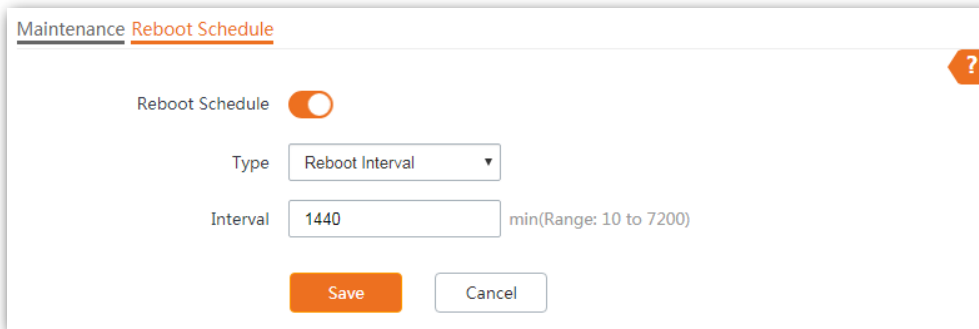 Maintenance Reboot Schedule
?
Reboot Schedule
Type Reboot Interval
Interval 1440 min(Range: 10 to 7200)
Save Cancel